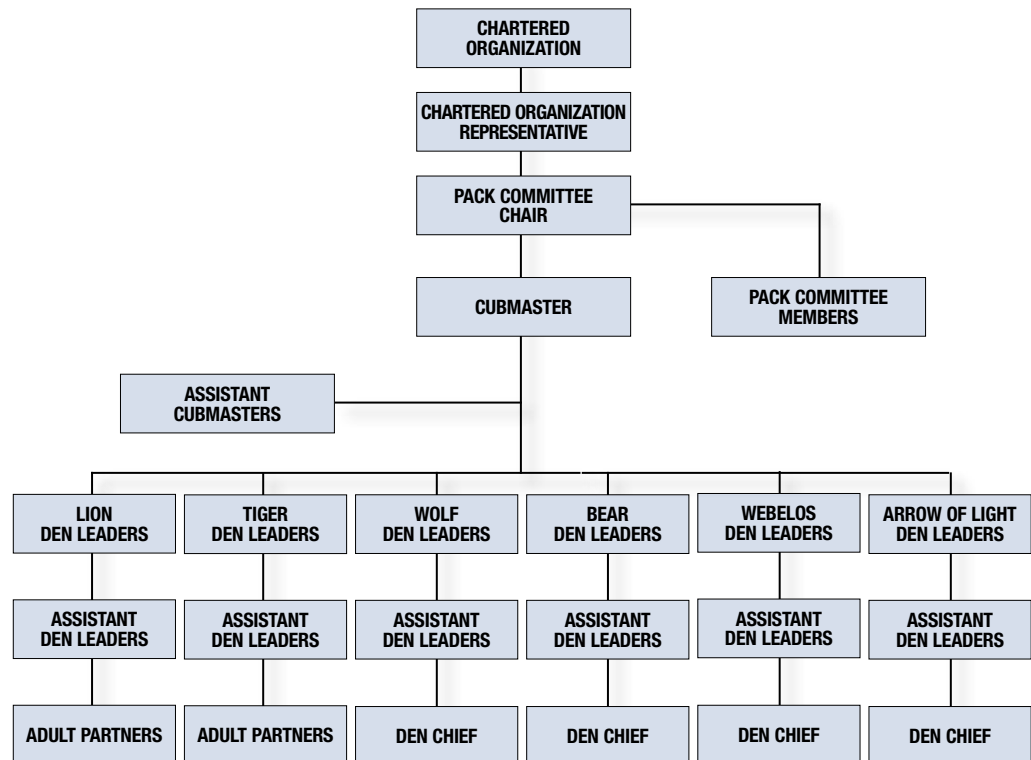 CHARTERED
ORGANIZATION
CHARTERED ORGANIZATION
REPRESENTATIVE
PACK COMMITTEE
CHAIR
CUBMASTER
PACK COMMITTEE
MEMBERS
ASSISTANT
CUBMASTERS
LION
DEN LEADERS
TIGER
DEN LEADERS
WOLF
DEN LEADERS
BEAR
DEN LEADERS
WEBELOS
DEN LEADERS
ARROW OF LIGHT
DEN LEADERS
ASSISTANT
DEN LEADERS
ASSISTANT
DEN LEADERS
ASSISTANT
DEN LEADERS
ASSISTANT
DEN LEADERS
ASSISTANT
DEN LEADERS
ASSISTANT
DEN LEADERS
ADULT PARTNERS
ADULT PARTNERS
DEN CHIEF
DEN CHIEF
DEN CHIEF
DEN CHIEF